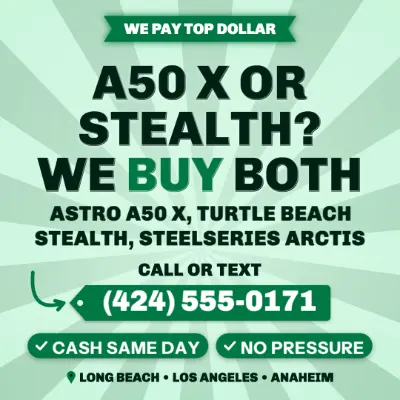 WE PAY TOP DOLLAR
A50 X OR
STEALTH?
WE BUY BOTH
ASTRO A50 X, TURTLE BEACH
STEALTH, STEELSERIES ARCTIS
CALL OR TEXT
(424) 555-0171
CASH SAME DAY
NO PRESSURE
LONG BEACH • LOS ANGELES • ANAHEIM